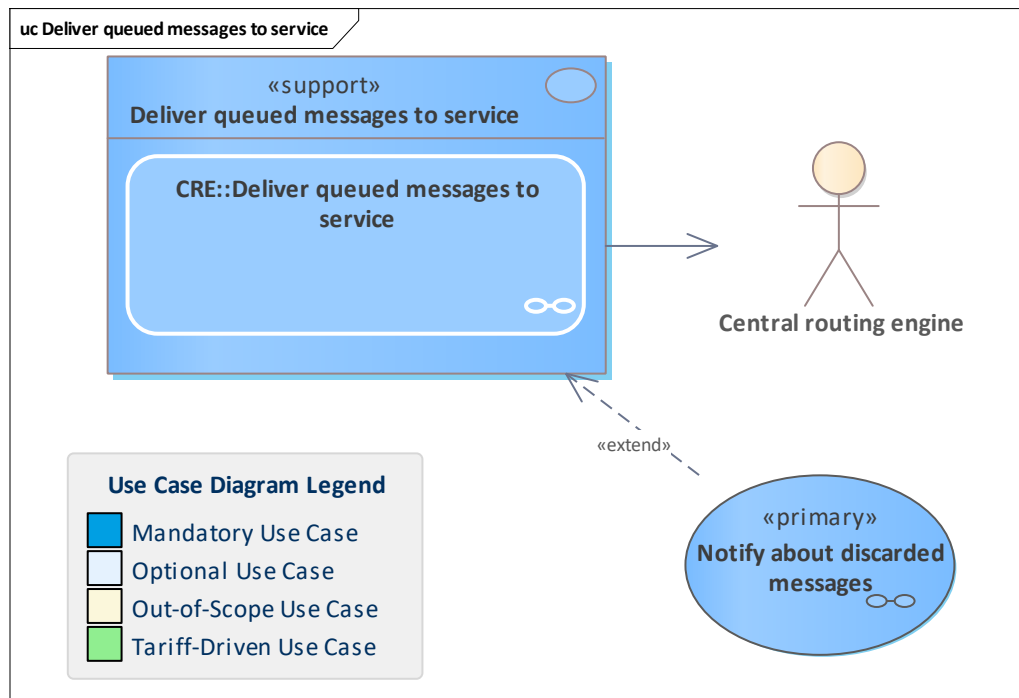 uc Deliver queued messages to service
«support»
Deliver queued messages to service
CRE::Deliver queued messages to
service
Central routing engine
«extend»
«primary»
Notify about discarded
messages
Use Case Diagram Legend
Mandatory Use Case
Optional Use Case
Out-of-Scope Use Case
Tariff-Driven Use Case